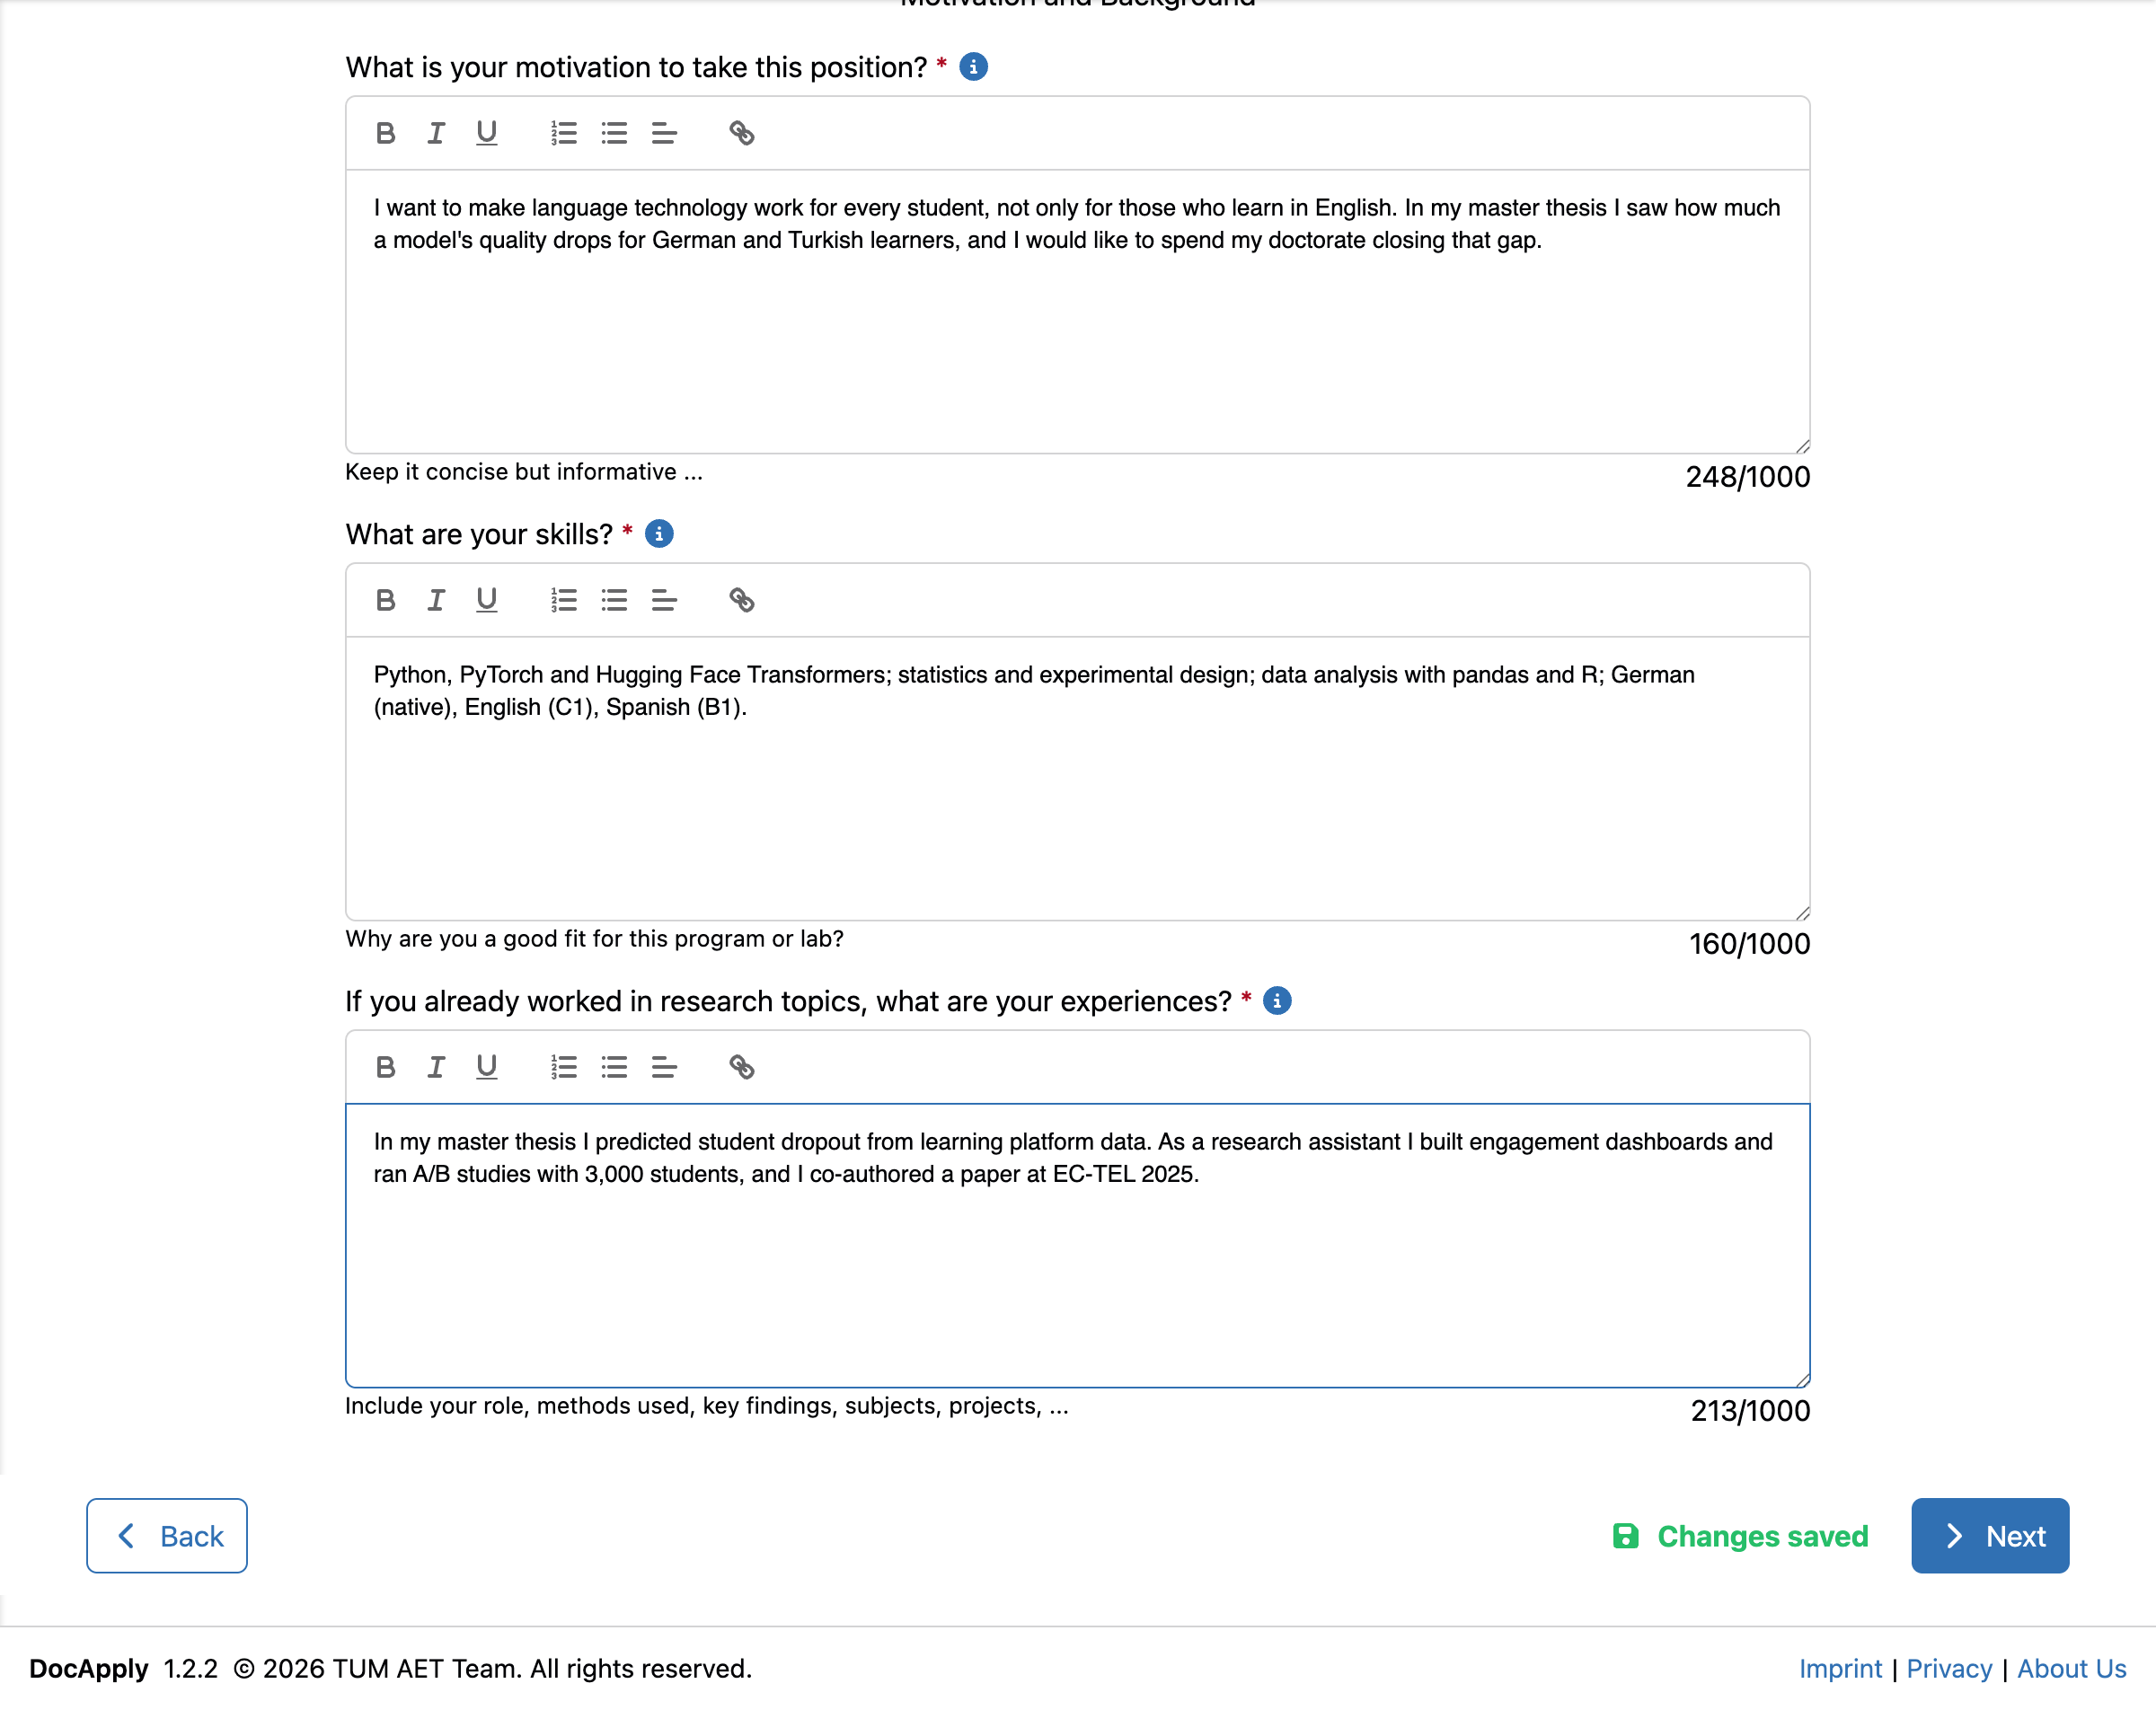 Motivation and Background
What is your motivation to take this position? *
I want to make language technology work for every student, not only for those who learn in English. In my master thesis I saw how much
a model's quality drops for German and Turkish learners, and I would like to spend my doctorate closing that gap.
Keep it concise but informative ...
248/1000
What are your skills? *
Python, PyTorch and Hugging Face Transformers; statistics and experimental design; data analysis with pandas and R; German
(native), English (C1), Spanish (B1).
Why are you a good fit for this program or lab?
160/1000
If you already worked in research topics, what are your experiences? *
In my master thesis I predicted student dropout from learning platform data. As a research assistant I built engagement dashboards and
ran A/B studies with 3,000 students, and I co-authored a paper at EC-TEL 2025.
Include your role, methods used, key findings, subjects, projects, ...
213/1000
Back
Changes saved
Next
DocApply 1.2.2 © 2026 TUM AET Team. All rights reserved.
Imprint | Privacy | About Us